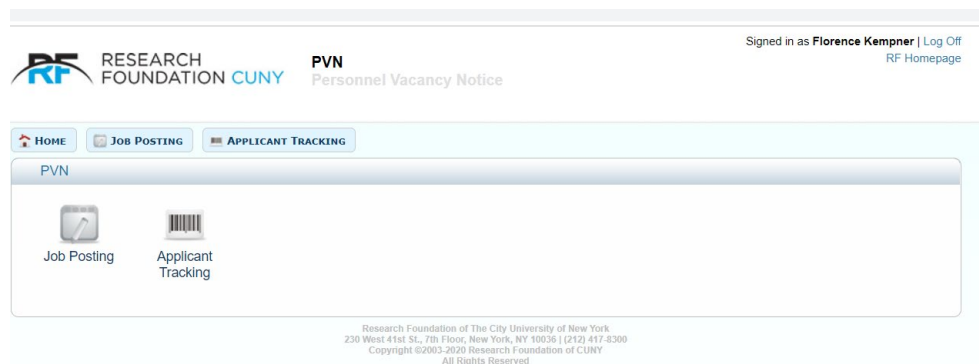 Signed in as Florence Kempner | Log Off
RF Homepage
RF RESEARCH
FOUNDATION CUNY
PVN
Personnel Vacancy Notice
HOME JOB POSTING APPLICANT TRACKING
PVN
Job Posting
Applicant
Tracking
Research Foundation of The City University of New York
230 West 41st St., 7th Floor, New York, NY 10036 | (212) 417-8300
Copyright ©2003-2020 Research Foundation of CUNY
All Rights Reserved